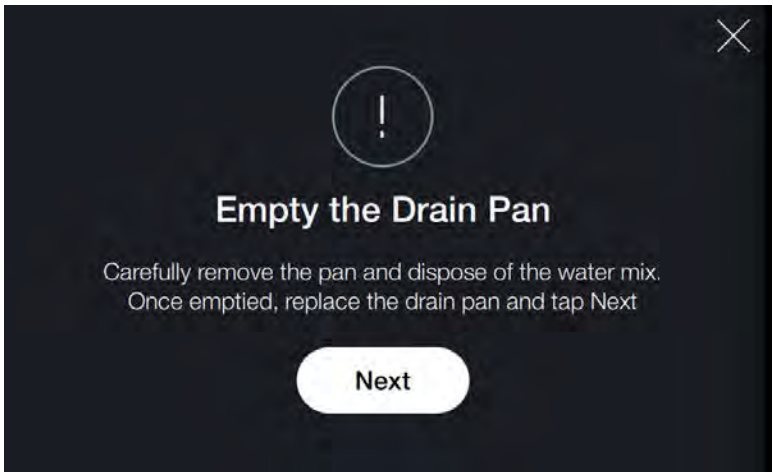 !
Empty the Drain Pan
Carefully remove the pan and dispose of the water mix.
Once emptied, replace the drain pan and tap Next
Next